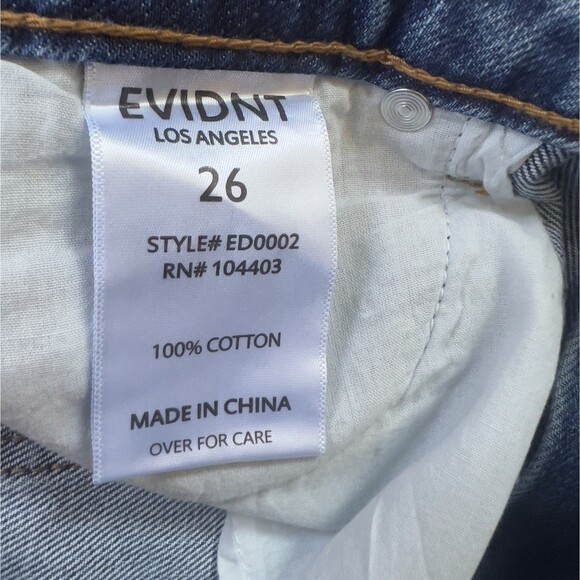 EVIDNT
LOS ANGELES
26
STYLE# ED0002
RN# 104403
100% COTTON
MADE IN CHINA
OVER FOR CARE